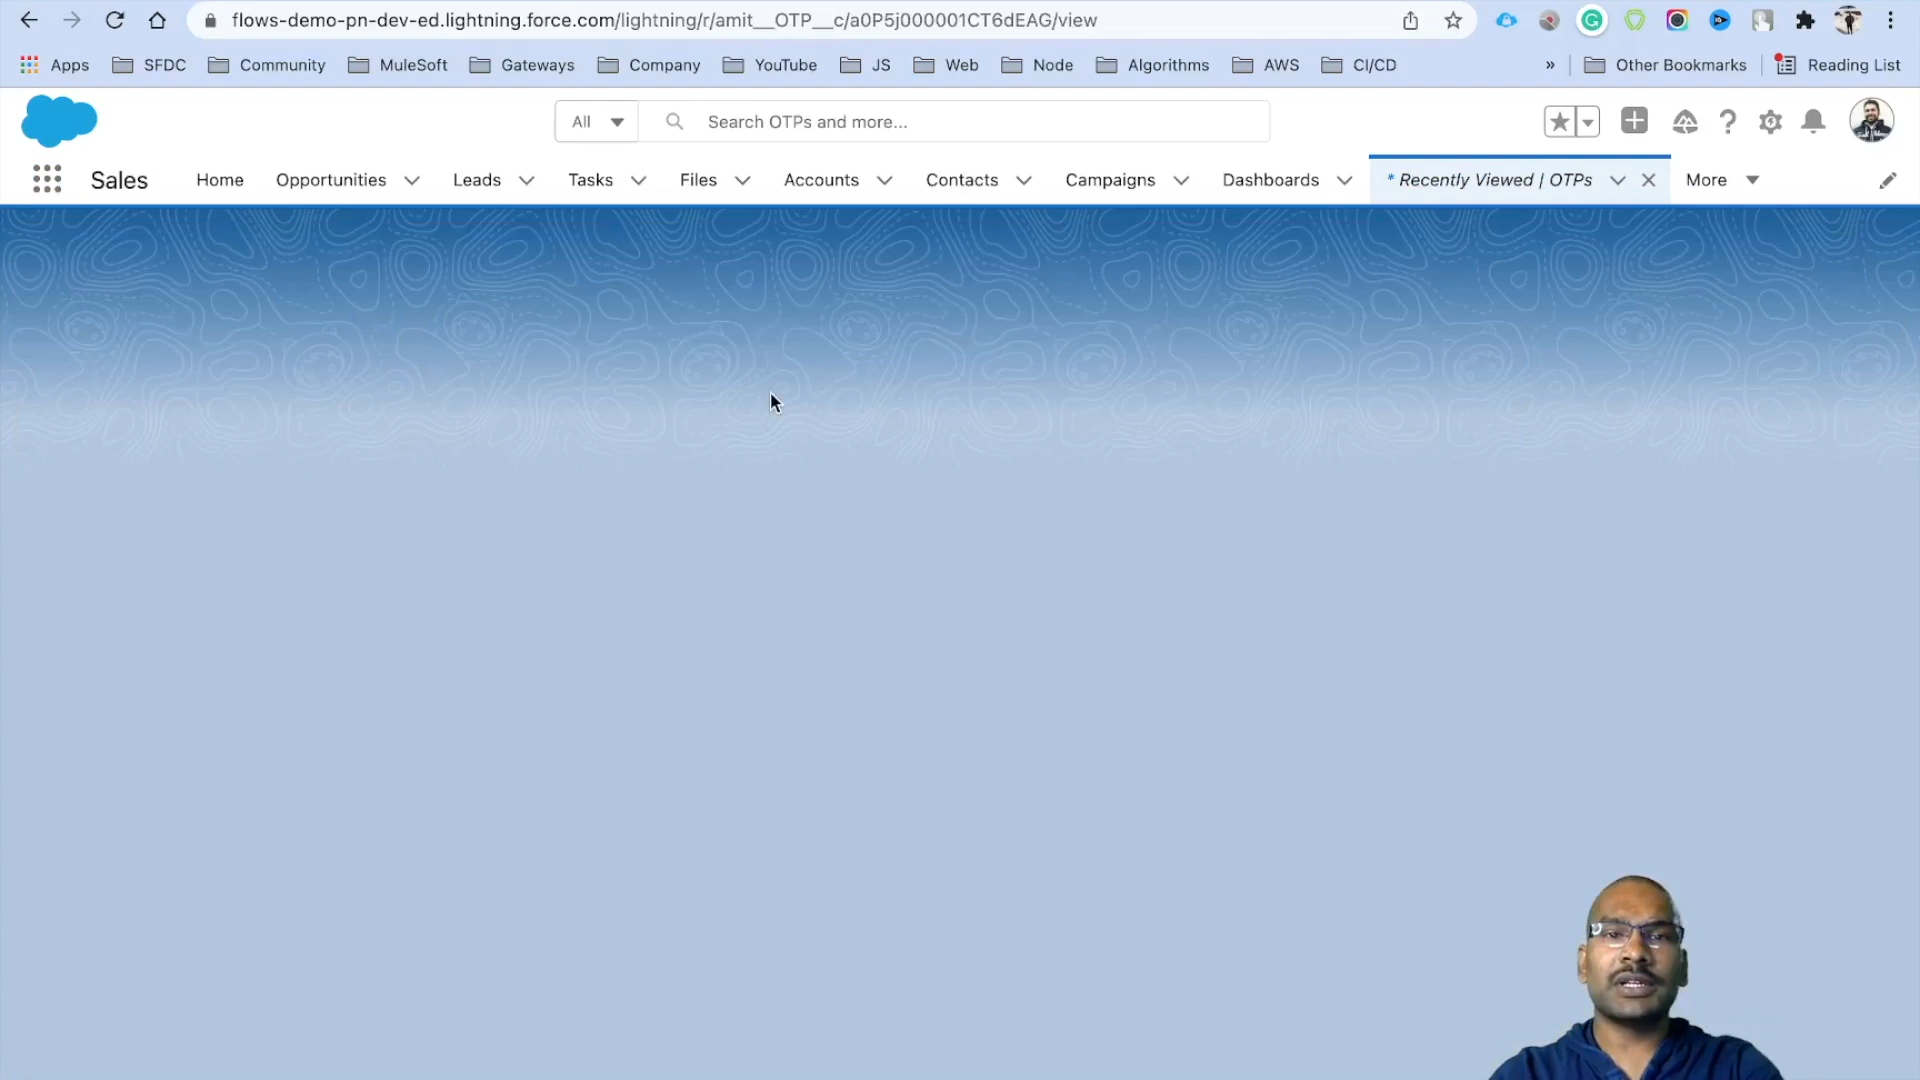 flows-demo-pn-dev-ed.lightning.force.com/lightning/r/amit__OTP__c/a0P5j000001CT6dEAG/view
Apps SFDC Community MuleSoft Gateways Company YouTube JS Web Node Algorithms AWS CI/CD » Other Bookmarks Reading List
All Search OTPs and more...
Sales Home Opportunities Leads Tasks Files Accounts Contacts Campaigns Dashboards * Recently Viewed | OTPs More